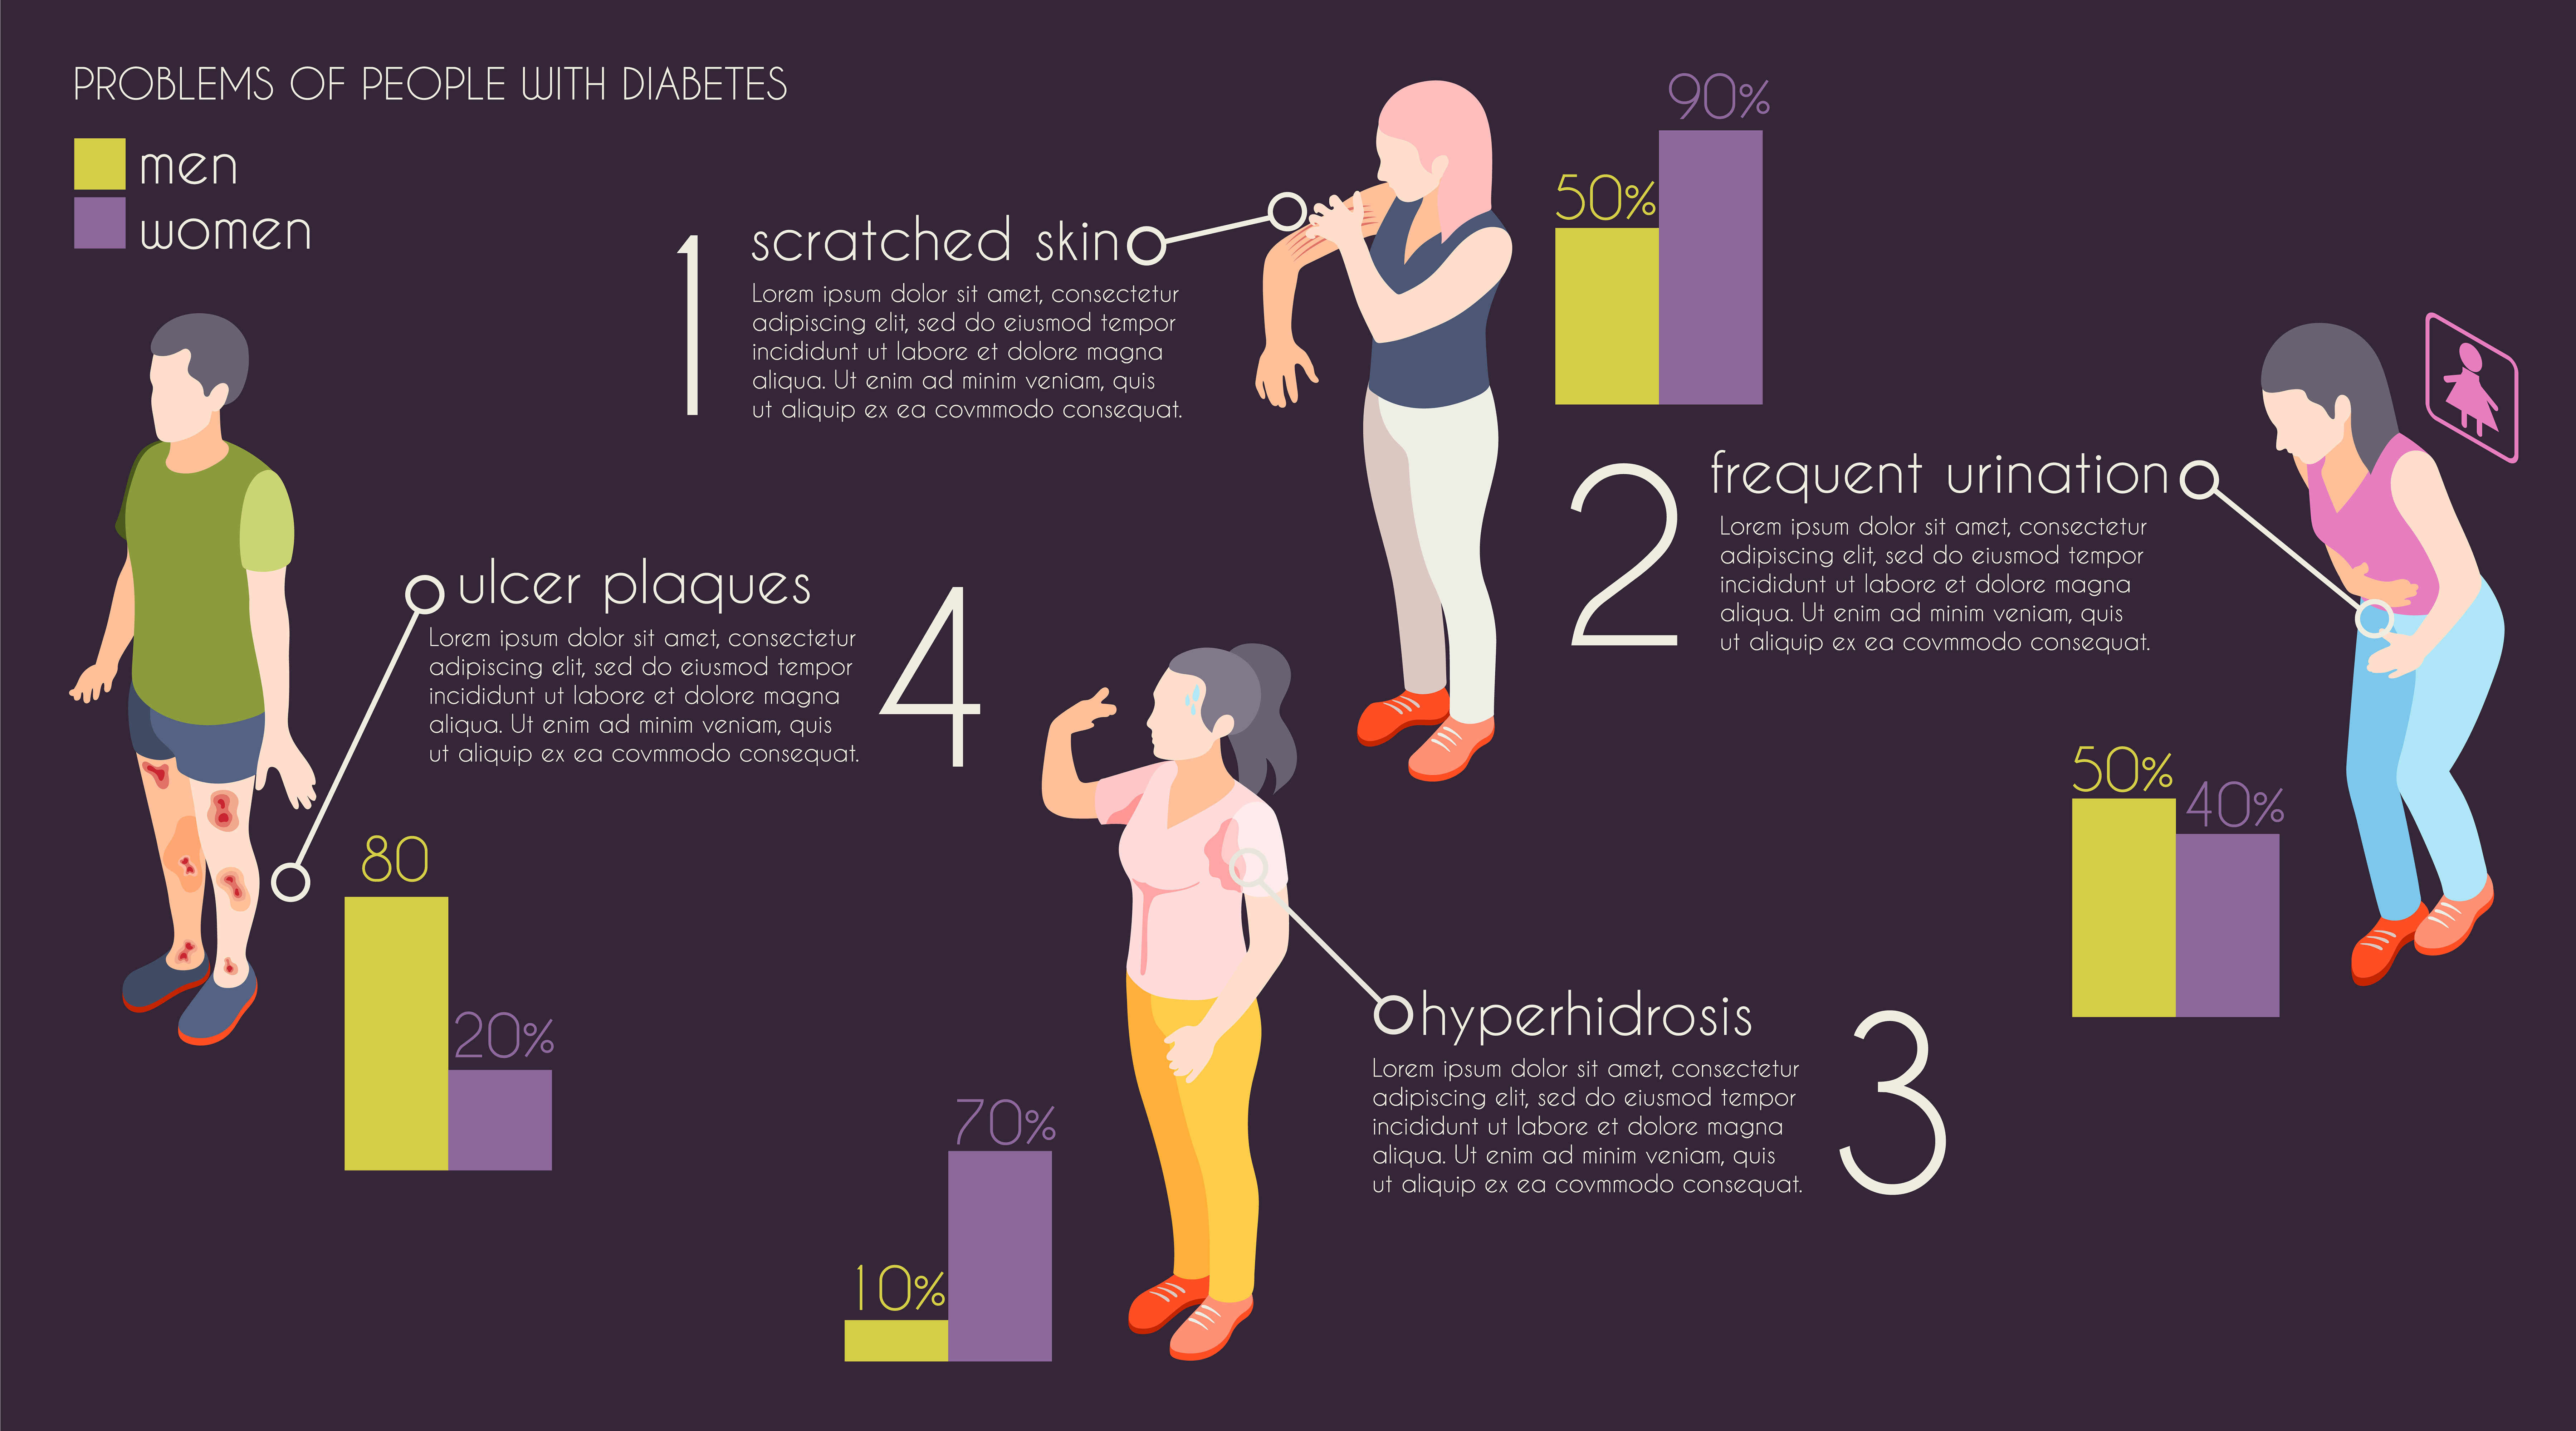 PROBLEMS OF PEOPLE WITH DIABETES
men
women
1
scratched skin
Lorem ipsum dolor sit amet, consectetur
adipiscing elit, sed do eiusmod tempor
incididunt ut labore et dolore magna
aliqua. Ut enim ad minim veniam, quis
ut aliquip ex ea covmmodo consequat.
50%
90%
2
frequent urination
Lorem ipsum dolor sit amet, consectetur
adipiscing elit, sed do eiusmod tempor
incididunt ut labore et dolore magna
aliqua. Ut enim ad minim veniam, quis
ut aliquip ex ea covmmodo consequat.
50%
40%
hyperhidrosis
3
Lorem ipsum dolor sit amet, consectetur
adipiscing elit, sed do eiusmod tempor
incididunt ut labore et dolore magna
aliqua. Ut enim ad minim veniam, quis
ut aliquip ex ea covmmodo consequat.
10%
70%
ulcer plaques
4
Lorem ipsum dolor sit amet, consectetur
adipiscing elit, sed do eiusmod tempor
incididunt ut labore et dolore magna
aliqua. Ut enim ad minim veniam, quis
ut aliquip ex ea covmmodo consequat.
80
20%